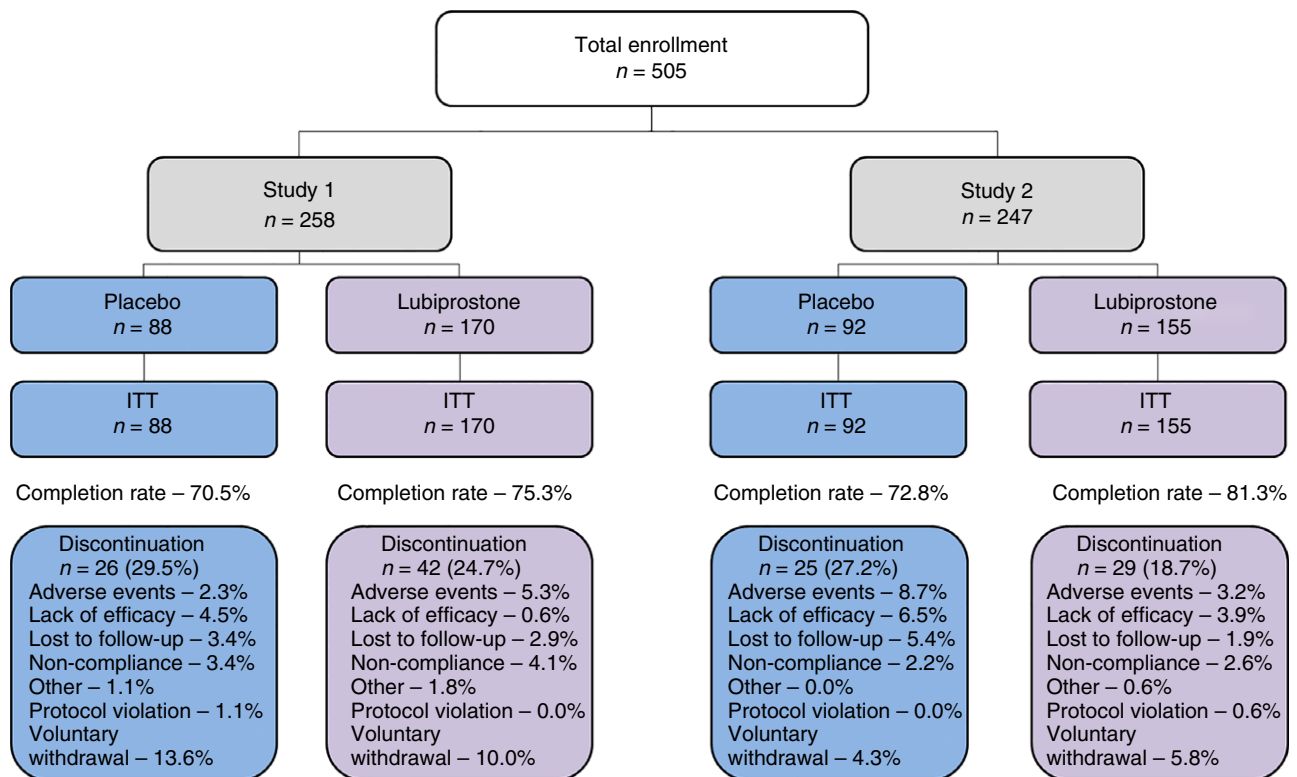 Total enrollment
n = 505
Study 1
n = 258
Study 2
n = 247
Placebo
n = 88
Lubiprostone
n = 170
Placebo
n = 92
Lubiprostone
n = 155
ITT
n = 88
ITT
n = 170
ITT
n = 92
ITT
n = 155
Completion rate – 70.5%
Completion rate – 75.3%
Completion rate – 72.8%
Completion rate – 81.3%
Discontinuation
n = 26 (29.5%)
Adverse events – 2.3%
Lack of efficacy – 4.5%
Lost to follow-up – 3.4%
Non-compliance – 3.4%
Other – 1.1%
Protocol violation – 1.1%
Voluntary
withdrawal – 13.6%
Discontinuation
n = 42 (24.7%)
Adverse events – 5.3%
Lack of efficacy – 0.6%
Lost to follow-up – 2.9%
Non-compliance – 4.1%
Other – 1.8%
Protocol violation – 0.0%
Voluntary
withdrawal – 10.0%
Discontinuation
n = 25 (27.2%)
Adverse events – 8.7%
Lack of efficacy – 6.5%
Lost to follow-up – 5.4%
Non-compliance – 2.2%
Other – 0.0%
Protocol violation – 0.0%
Voluntary
withdrawal – 4.3%
Discontinuation
n = 29 (18.7%)
Adverse events – 3.2%
Lack of efficacy – 3.9%
Lost to follow-up – 1.9%
Non-compliance – 2.6%
Other – 0.6%
Protocol violation – 0.6%
Voluntary
withdrawal – 5.8%